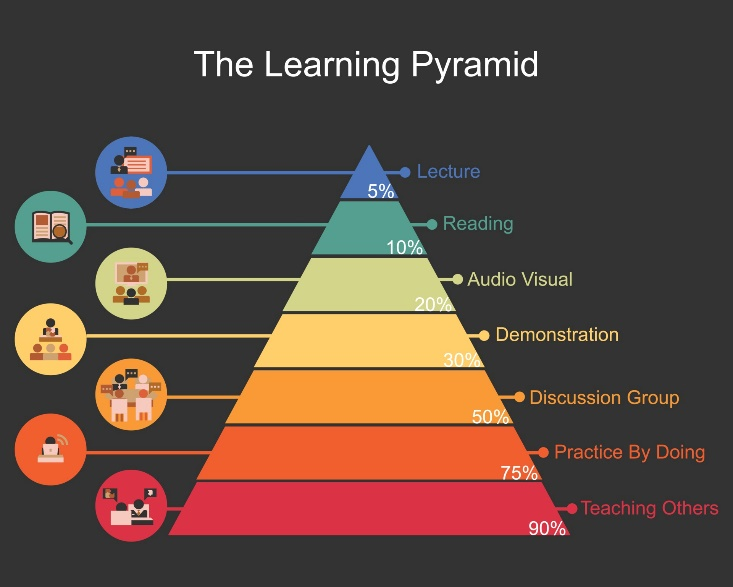 The Learning Pyramid
Lecture
5%
Reading
10%
Audio Visual
20%
Demonstration
30%
Discussion Group
50%
Practice By Doing
75%
Teaching Others
90%